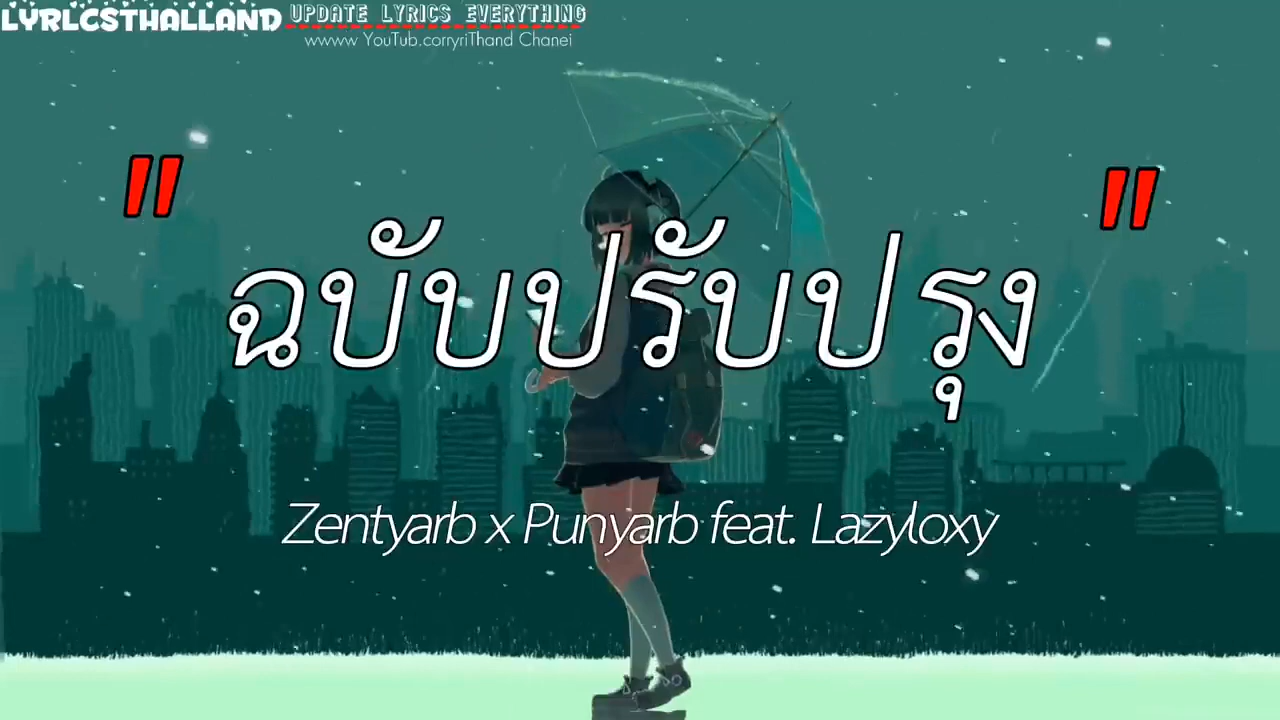 LYRLCSTHALLAND UPDATE LYRICS EVERYTHING
wwww YouTub.corryriThand Chanei
" ฉบับปรับปรุง "
Zentyarb x Punyarb feat. Lazyloxy